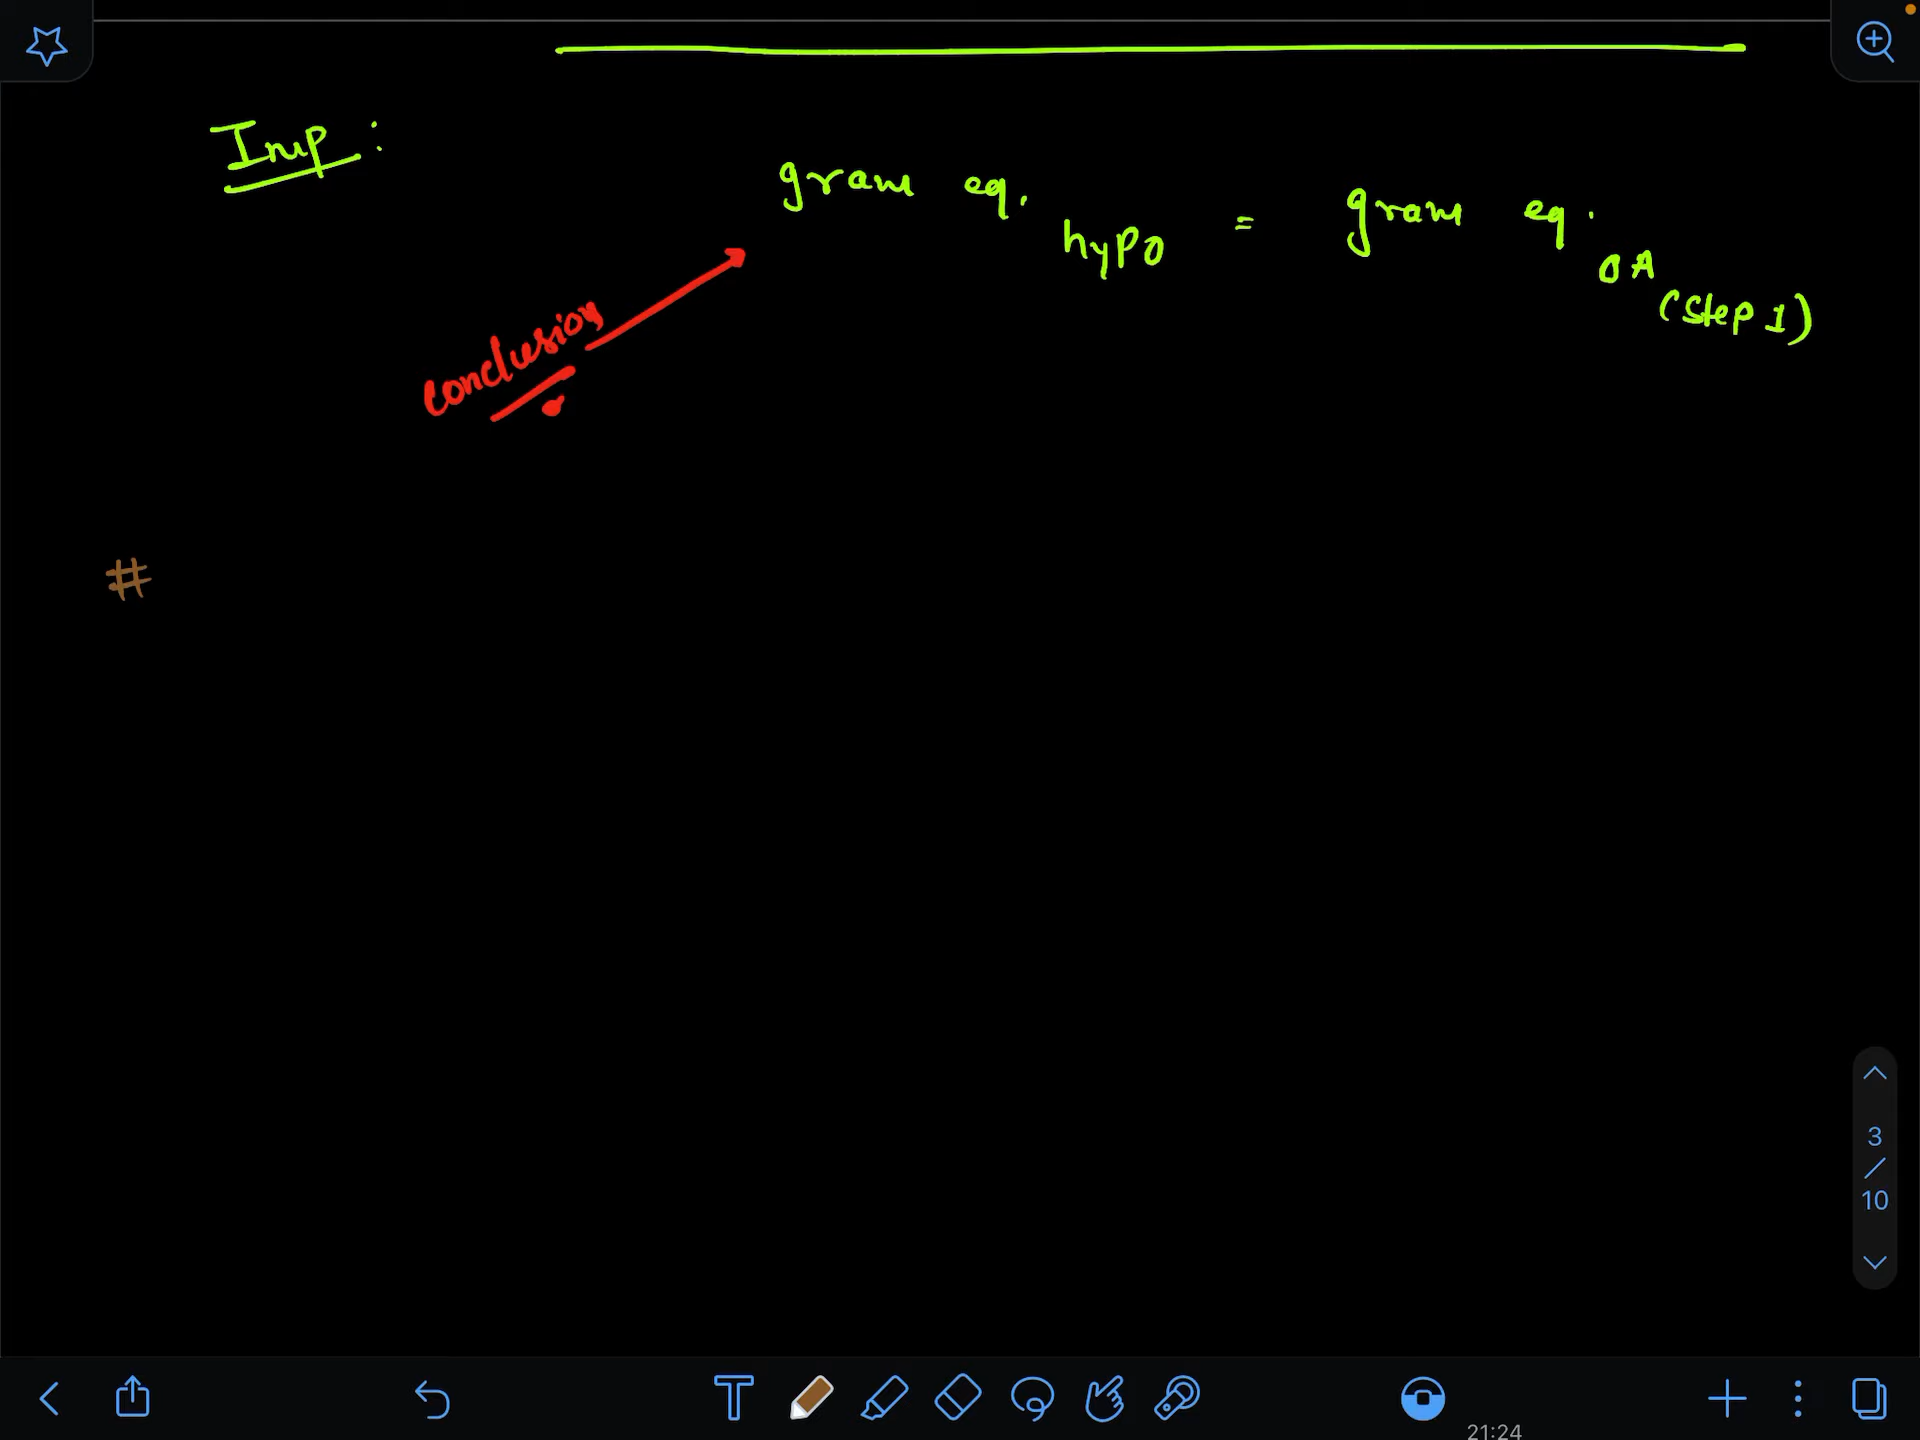 Imp :
gram eq. hypo = gram eq. OA (step 1)
conclusion
#
3
/
10
21:24